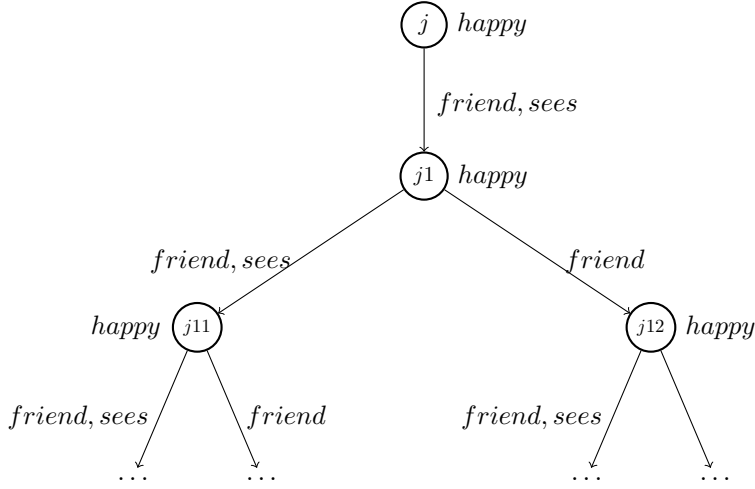 j happy
friend, sees
j1 happy
friend, sees friend
happy j11 j12 happy
friend, sees friend friend, sees
... ... ... ...